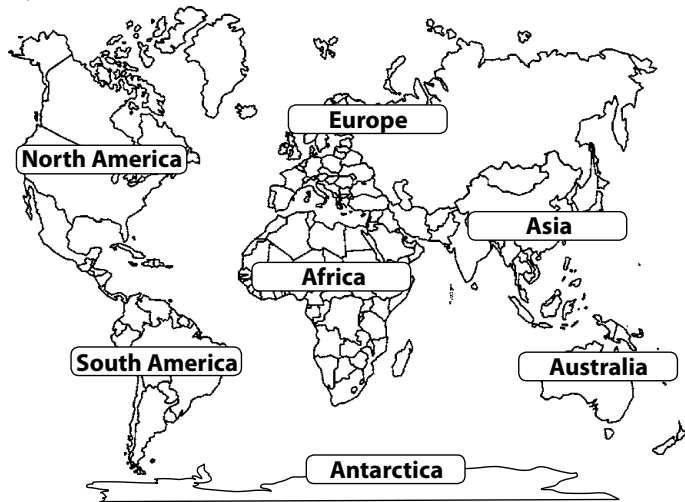 Europe
North America
Asia
Africa
South America
Australia
Antarctica